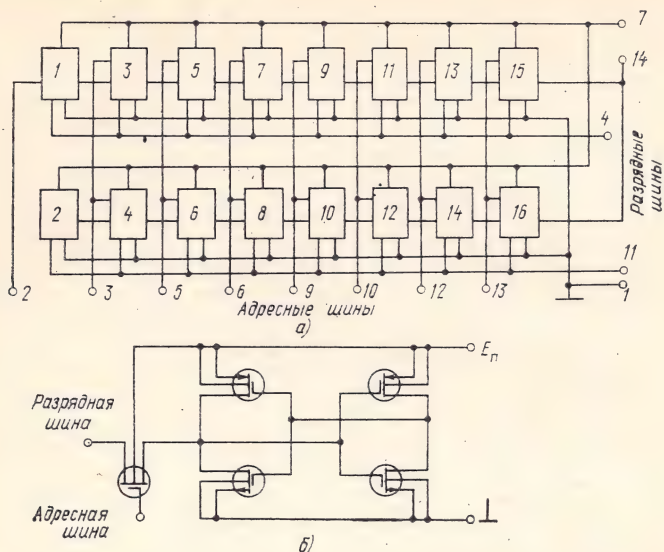 7
14
1 3 5 7 9 11 13 15
4
Разрядные шины
2 4 6 8 10 12 14 16
11
1
2 3 5 6 9 10 12 13
Адресные шины
а)
Eп
Разрядная шина
Адресная шина
⊥
б)